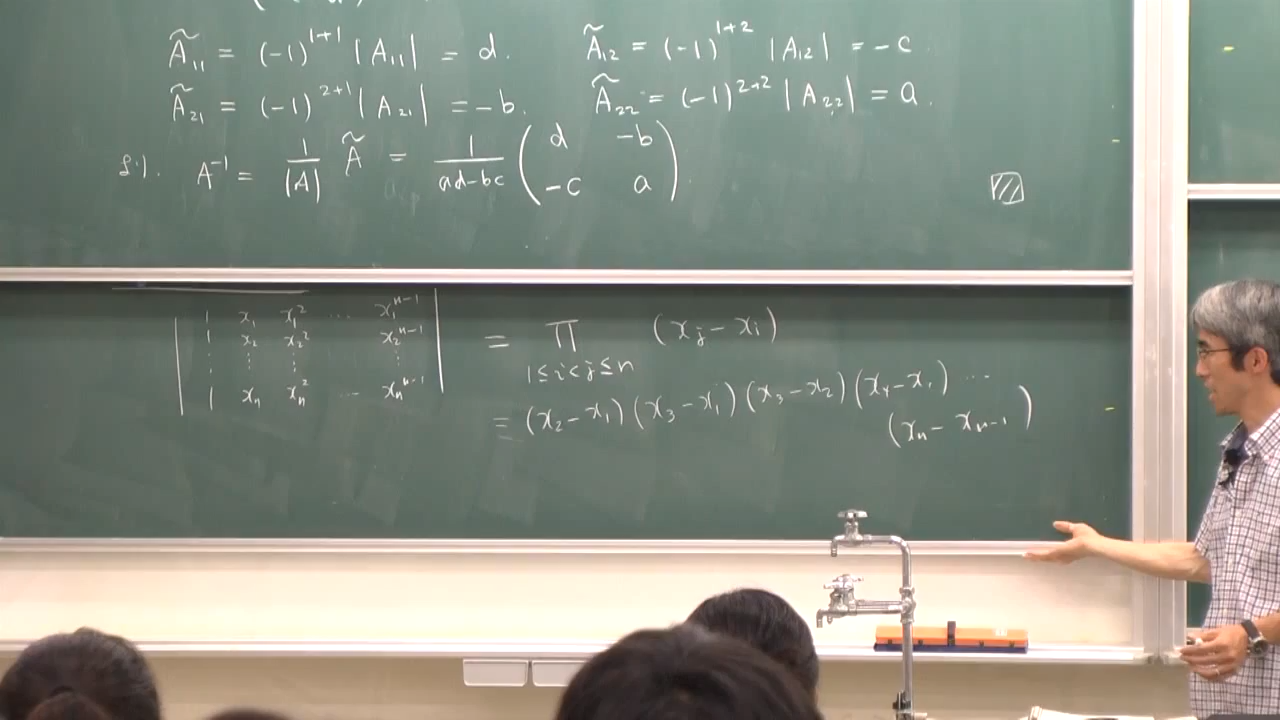 Ã₁₁ = (-1)¹⁺¹ |A₁₁| = d. Ã₁₂ = (-1)¹⁺² |A₁₂| = -c.
Ã₂₁ = (-1)²⁺¹ |A₂₁| = -b. Ã₂₂ = (-1)²⁺² |A₂₂| = a.
より. A⁻¹ = 1/|A| Ã = 1/(ad-bc) ( d -b
-c a )
| 1 x₁ x₁² ... x₁ⁿ⁻¹ |
| 1 x₂ x₂² x₂ⁿ⁻¹ | = Π (xⱼ - xᵢ)
⋮ ⋮ ⋮ ⋮ 1≤i<j≤n
| 1 xₙ xₙ² ... xₙⁿ⁻¹ |
= (x₂-x₁)(x₃-x₁)(x₃-x₂)(x₄-x₁) ...
(xₙ - xₙ₋₁)